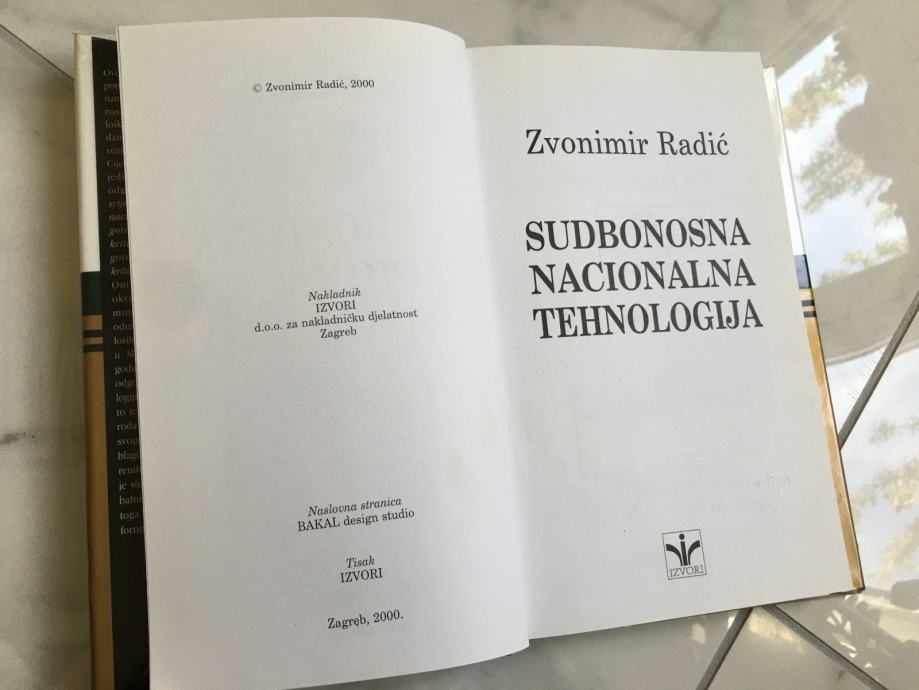 © Zvonimir Radić, 2000
Nakladnik
IZVORI
d.o.o. za nakladničku djelatnost
Zagreb
Naslovna stranica
BAKAL design studio
Tisak
IZVORI
Zagreb, 2000.
Zvonimir Radić
SUDBONOSNA
NACIONALNA
TEHNOLOGIJA
IZVORI